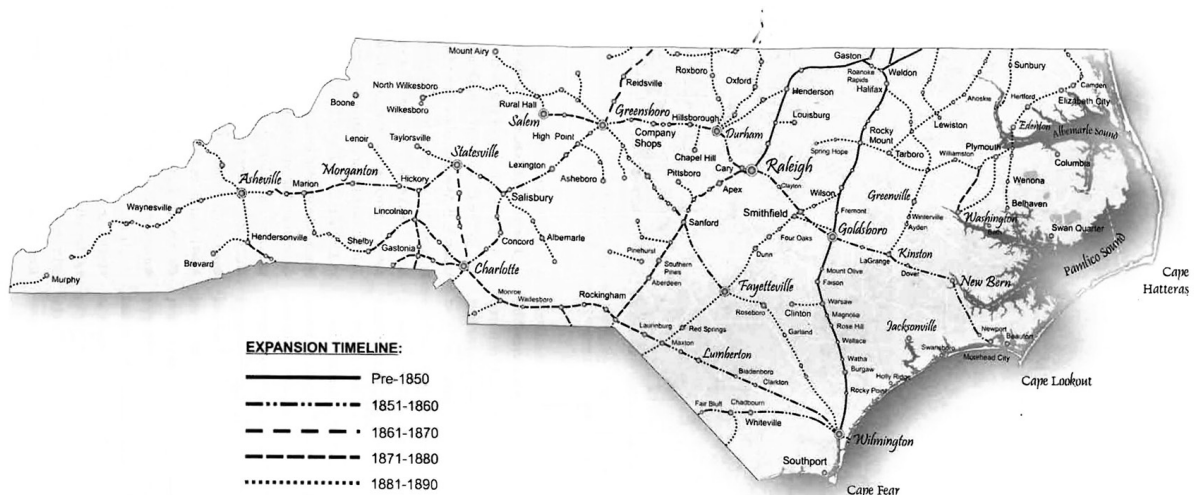 Mount Airy
Gaston
Roxboro
Oxford
Roanoke
Rapids
Weldon
Sunbury
Reidsville
North Wilkesboro
Henderson
Halifax
Hertford
Camden
Boone
Wilkesboro
Rural Hall
Ahoskie
Elizabeth City
Salem
Greensboro
Hillsborough
Louisburg
Lewiston
Edenton
Albemarle Sound
Lenoir
Taylorsville
High Point
Company
Shops
Durham
Rocky
Mount
Plymouth
Statesville
Chapel Hill
Spring Hope
Tarboro
Williamston
Columbia
Morganton
Lexington
Cary
Raleigh
Asheville
Marion
Hickory
Asheboro
Pittsboro
Apex
Clayton
Wilson
Greenville
Wenona
Waynesville
Salisbury
Belhaven
Lincolnton
Smithfield
Fremont
Winterville
Washington
Bath
Hendersonville
Shelby
Gastonia
Concord
Albemarle
Sanford
Goldsboro
Ayden
Swan Quarter
Brevard
Pinehurst
Four Oaks
Kinston
Murphy
Charlotte
Southern
Pines
Dunn
LaGrange
Dover
Pamlico Sound
Cape
Hatteras
Aberdeen
Mount Olive
Faison
New Bern
Monroe
Wadesboro
Rockingham
Fayetteville
Roseboro
Clinton
Warsaw
Magnolia
Jacksonville
Newport
Beaufort
Laurinburg
Red Springs
Garland
Rose Hill
Swansboro
Morehead City
Maxton
Wallace
Lumberton
Watha
Cape Lookout
Bladenboro
Clarkton
Burgaw
Holly Ridge
Rocky Point
Fair Bluff
Chadbourn
Whiteville
Wilmington
Southport
Cape Fear
EXPANSION TIMELINE:
Pre-1850
1851-1860
1861-1870
1871-1880
1881-1890